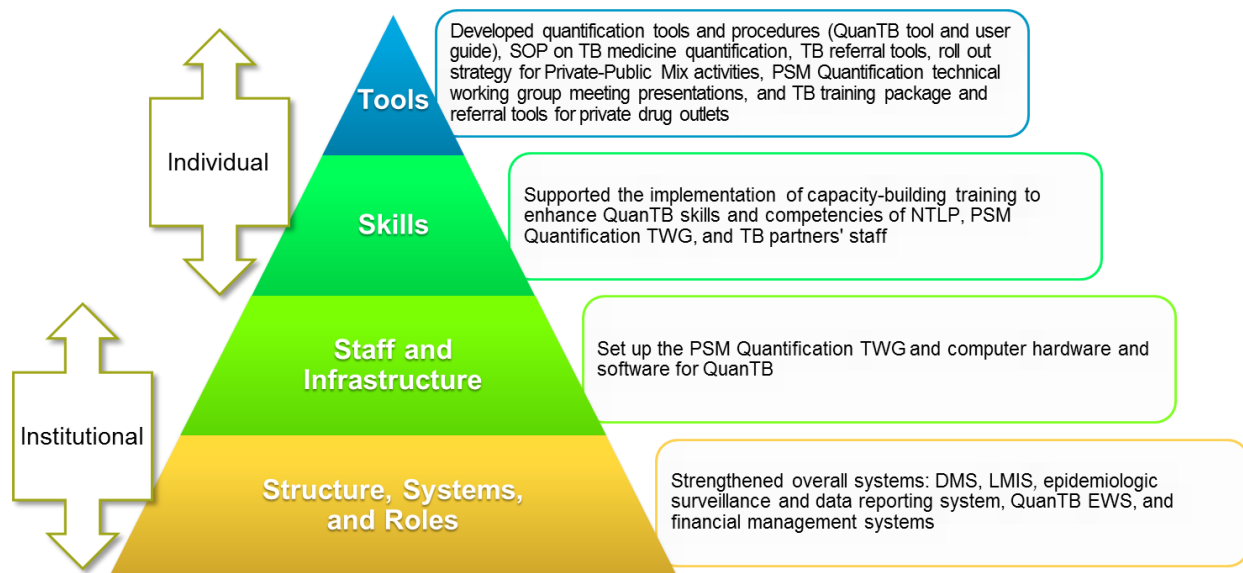 Developed quantification tools and procedures (QuanTB tool and user
guide), SOP on TB medicine quantification, TB referral tools, roll out
strategy for Private-Public Mix activities, PSM Quantification technical
working group meeting presentations, and TB training package and
referral tools for private drug outlets
Tools
Individual
Skills
Supported the implementation of capacity-building training to
enhance QuanTB skills and competencies of NTLP, PSM
Quantification TWG, and TB partners' staff
Staff and
Infrastructure
Set up the PSM Quantification TWG and computer hardware and
software for QuanTB
Institutional
Structure, Systems,
and Roles
Strengthened overall systems: DMS, LMIS, epidemiologic
surveillance and data reporting system, QuanTB EWS, and
financial management systems